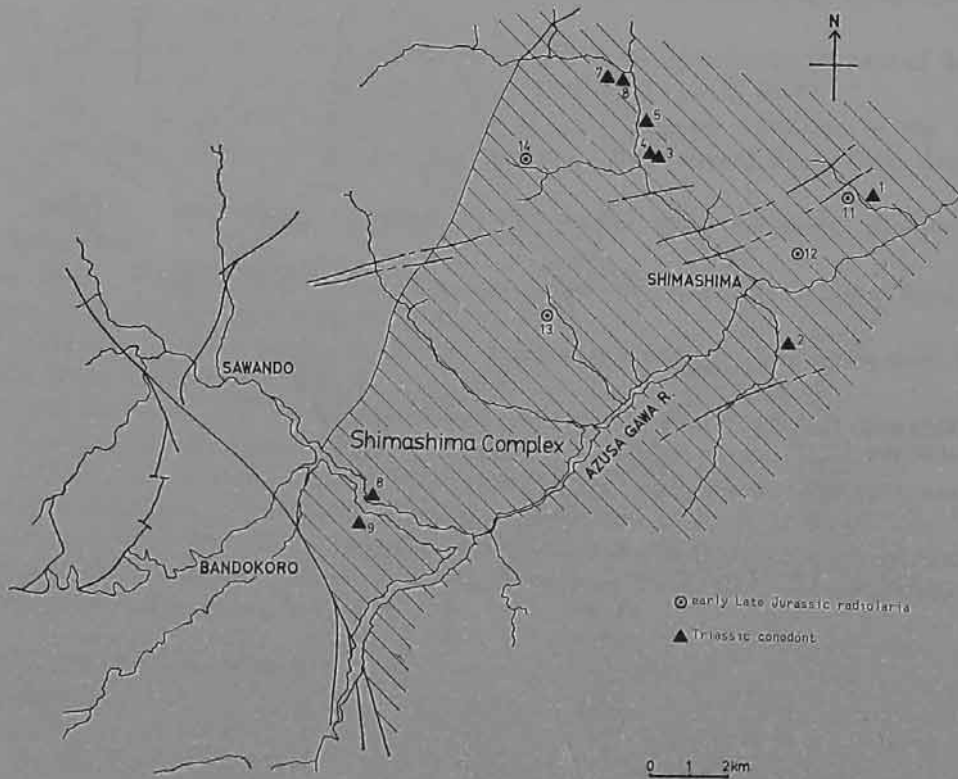 N
7
8
5
4
3
14
1
11
12
SHIMASHIMA
13
2
SAWANDO
AZUSA GAWA R.
Shimashima Complex
8
9
BANDOKORO
early Late Jurassic radiolaria
Triassic conodont
0 1 2km